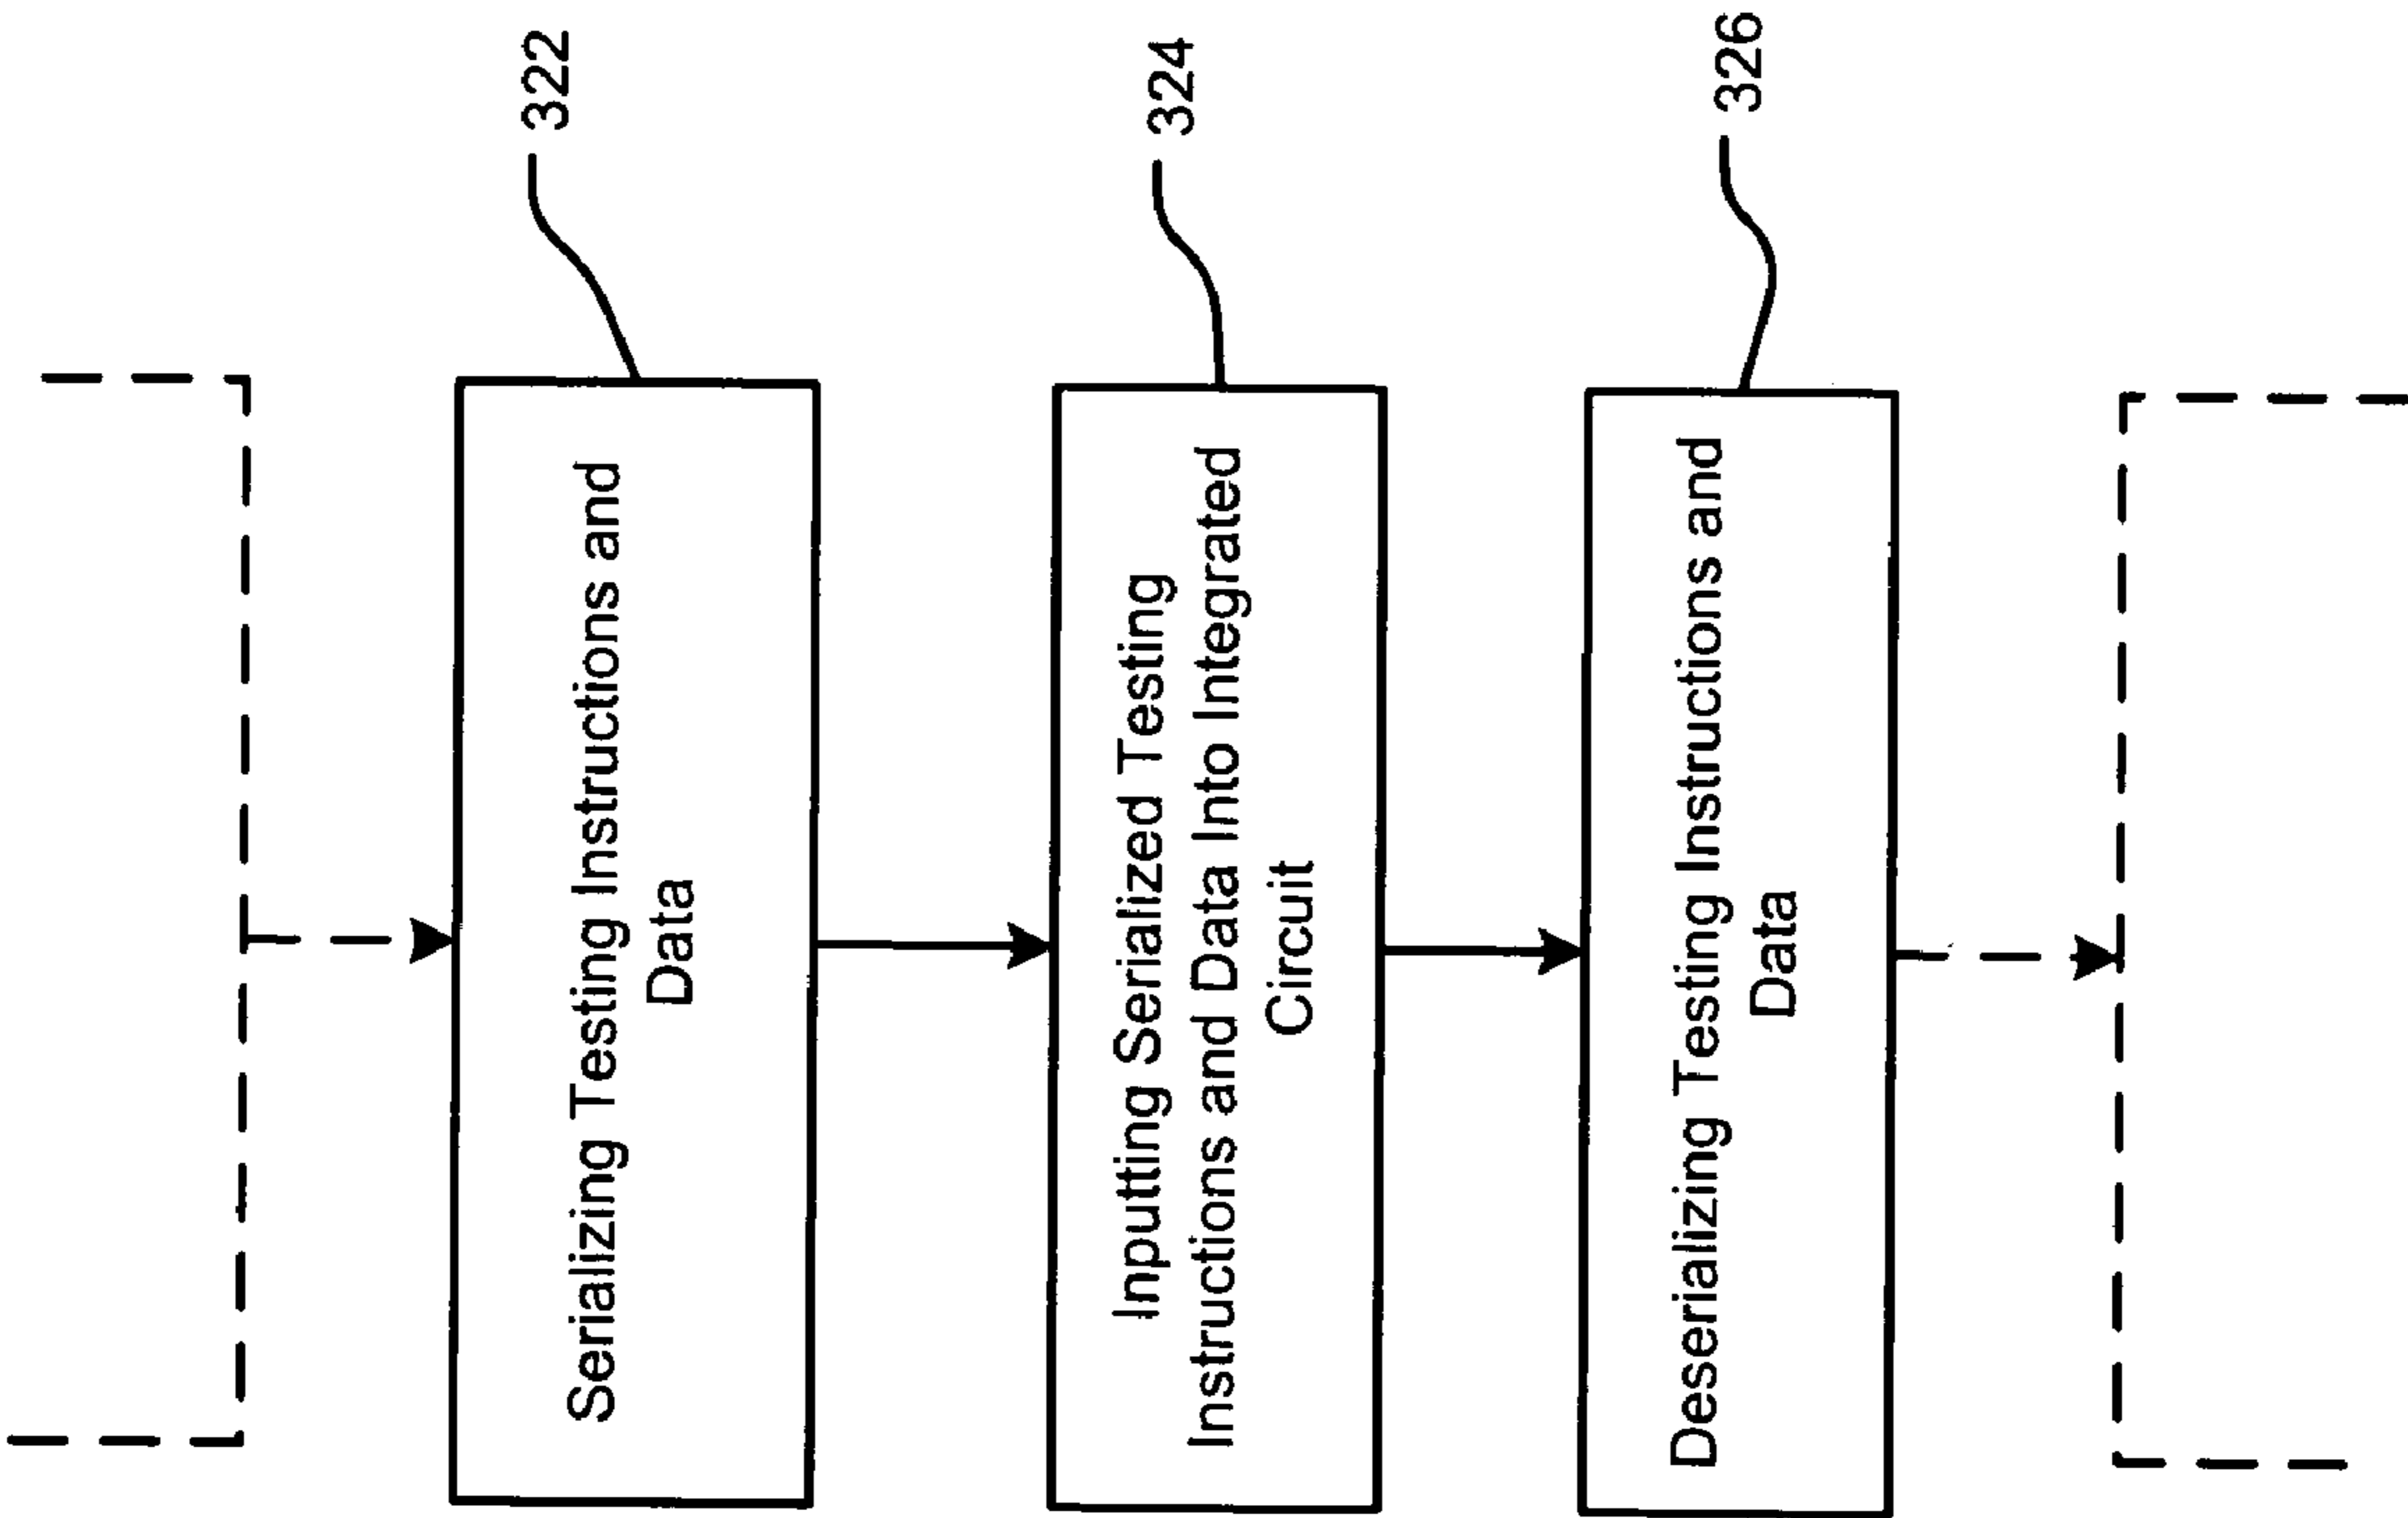 Serializing Testing Instructions and
Data
322
Inputting Serialized Testing
Instructions and Data Into Integrated
Circuit
324
Deserializing Testing Instructions and
Data
326